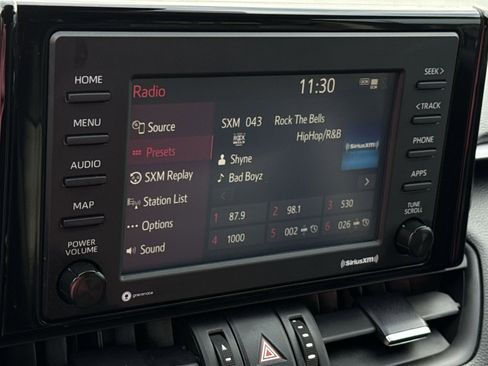 HOME
MENU
AUDIO
MAP
POWER
VOLUME
gracenote
Radio
11:30
Source
Presets
SXM Replay
Station List
Options
Sound
SXM 043 Rock The Bells
HipHop/R&B
Shyne
Bad Boyz
SiriusXM
1 87.9
2 98.1
3 530
4 1000
5 002
6 026
SiriusXM
SEEK >
< TRACK
PHONE
APPS
TUNE
SCROLL